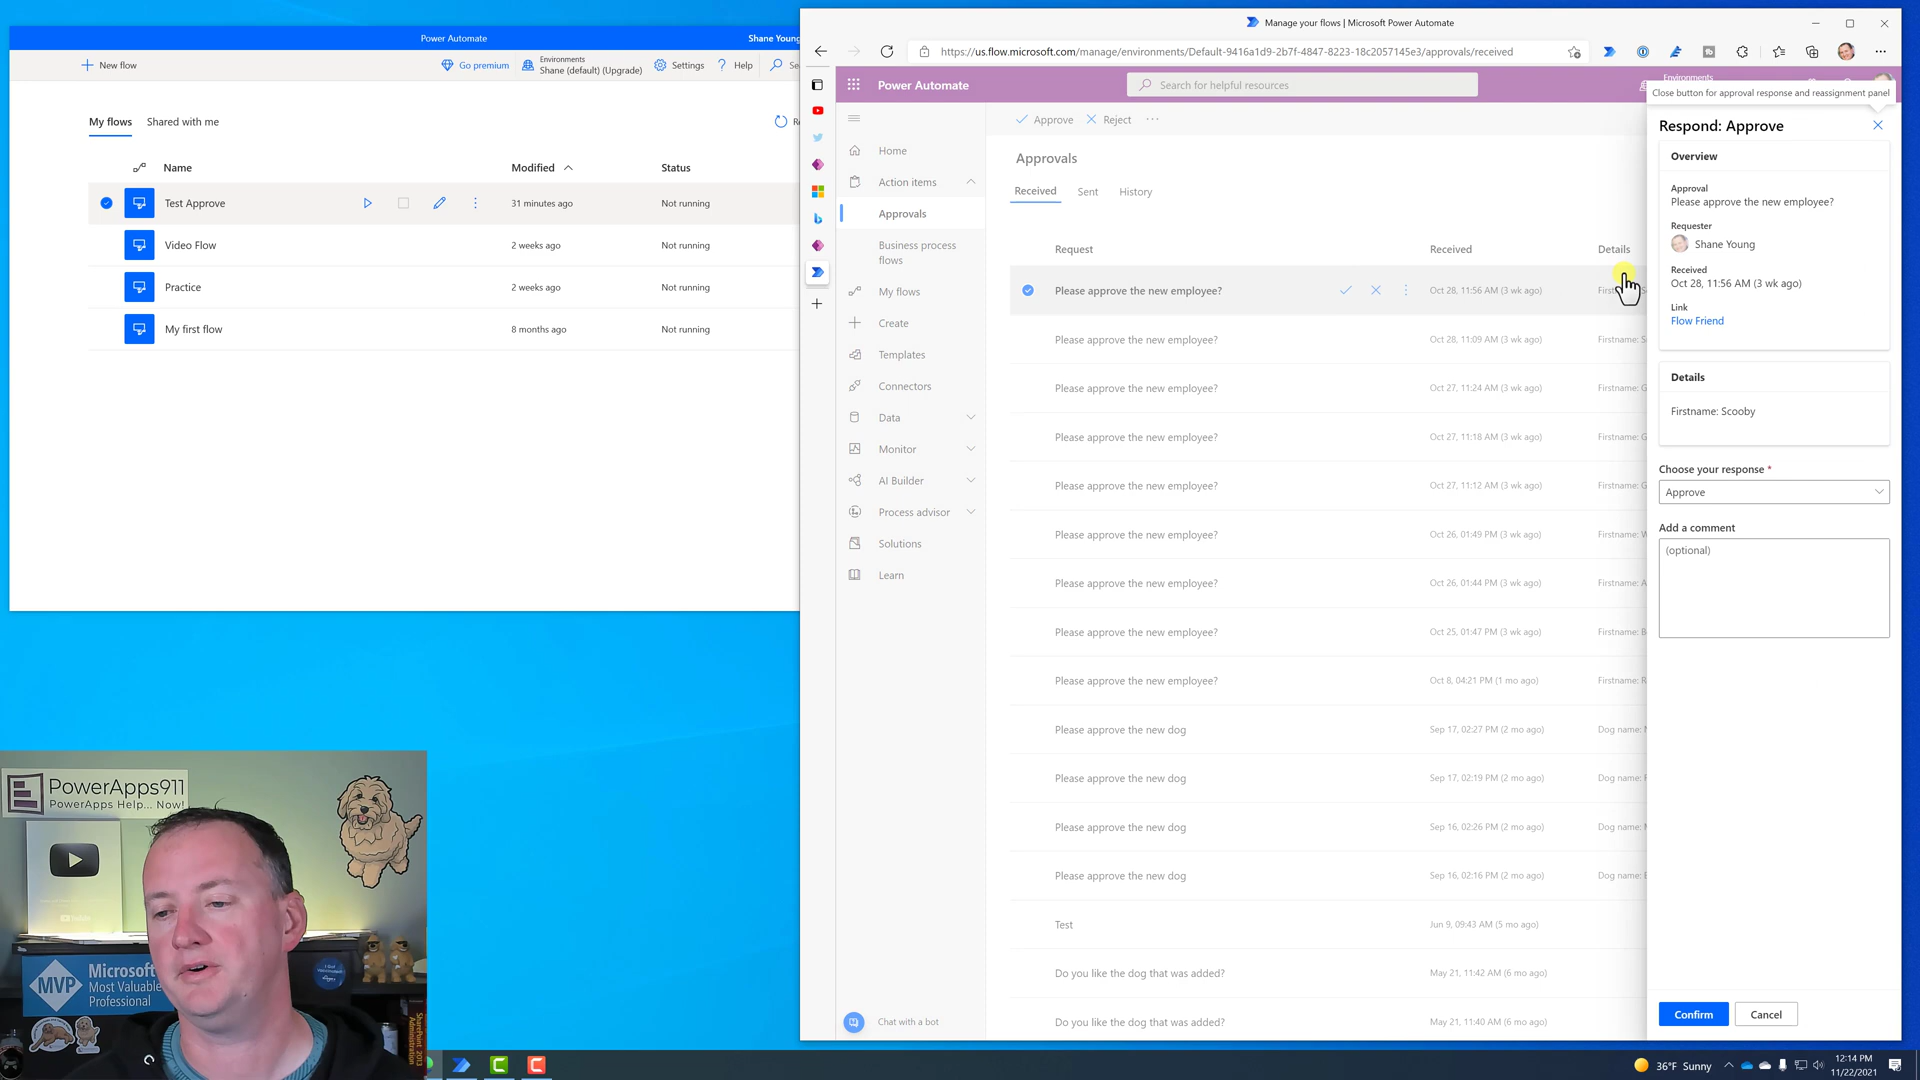 Power Automate
Shane Young
New flow
Go premium
Environments
Shane (default) (Upgrade)
Settings
Help
My flows
Shared with me
Name
Modified
Status
Test Approve
31 minutes ago
Not running
Video Flow
2 weeks ago
Not running
Practice
2 weeks ago
Not running
My first flow
8 months ago
Not running
PowerApps911
PowerApps Help... Now!
MVP
Microsoft
Most Valuable
Professional
SharePoint 2013
Manage your flows | Microsoft Power Automate
https://us.flow.microsoft.com/manage/environments/Default-9416a1d9-2b7f-4847-8223-18c2057145e3/approvals/received
Power Automate
Search for helpful resources
Environments
Close button for approval response and reassignment panel
Home
Action items
Approvals
Business process
flows
My flows
Create
Templates
Connectors
Data
Monitor
AI Builder
Process advisor
Solutions
Learn
Chat with a bot
Approve
Reject
Approvals
Received
Sent
History
Request
Received
Details
Please approve the new employee?
Oct 28, 11:56 AM (3 wk ago)
Please approve the new employee?
Oct 28, 11:09 AM (3 wk ago)
Firstname: S
Please approve the new employee?
Oct 27, 11:24 AM (3 wk ago)
Firstname: G
Please approve the new employee?
Oct 27, 11:18 AM (3 wk ago)
Firstname: G
Please approve the new employee?
Oct 27, 11:12 AM (3 wk ago)
Firstname: G
Please approve the new employee?
Oct 26, 01:49 PM (3 wk ago)
Firstname: W
Please approve the new employee?
Oct 26, 01:44 PM (3 wk ago)
Firstname: A
Please approve the new employee?
Oct 25, 01:47 PM (3 wk ago)
Firstname: B
Please approve the new employee?
Oct 8, 04:21 PM (1 mo ago)
Firstname: R
Please approve the new dog
Sep 17, 02:27 PM (2 mo ago)
Dog name:
Please approve the new dog
Sep 17, 02:19 PM (2 mo ago)
Dog name:
Please approve the new dog
Sep 16, 02:26 PM (2 mo ago)
Dog name:
Please approve the new dog
Sep 16, 02:16 PM (2 mo ago)
Dog name:
Test
Jun 9, 09:43 AM (5 mo ago)
Do you like the dog that was added?
May 21, 11:42 AM (6 mo ago)
Do you like the dog that was added?
May 21, 11:40 AM (6 mo ago)
Respond: Approve
Overview
Approval
Please approve the new employee?
Requester
Shane Young
Received
Oct 28, 11:56 AM (3 wk ago)
Link
Flow Friend
Details
Firstname: Scooby
Choose your response *
Approve
Add a comment
(optional)
Confirm
Cancel
36°F Sunny
12:14 PM
11/22/2021